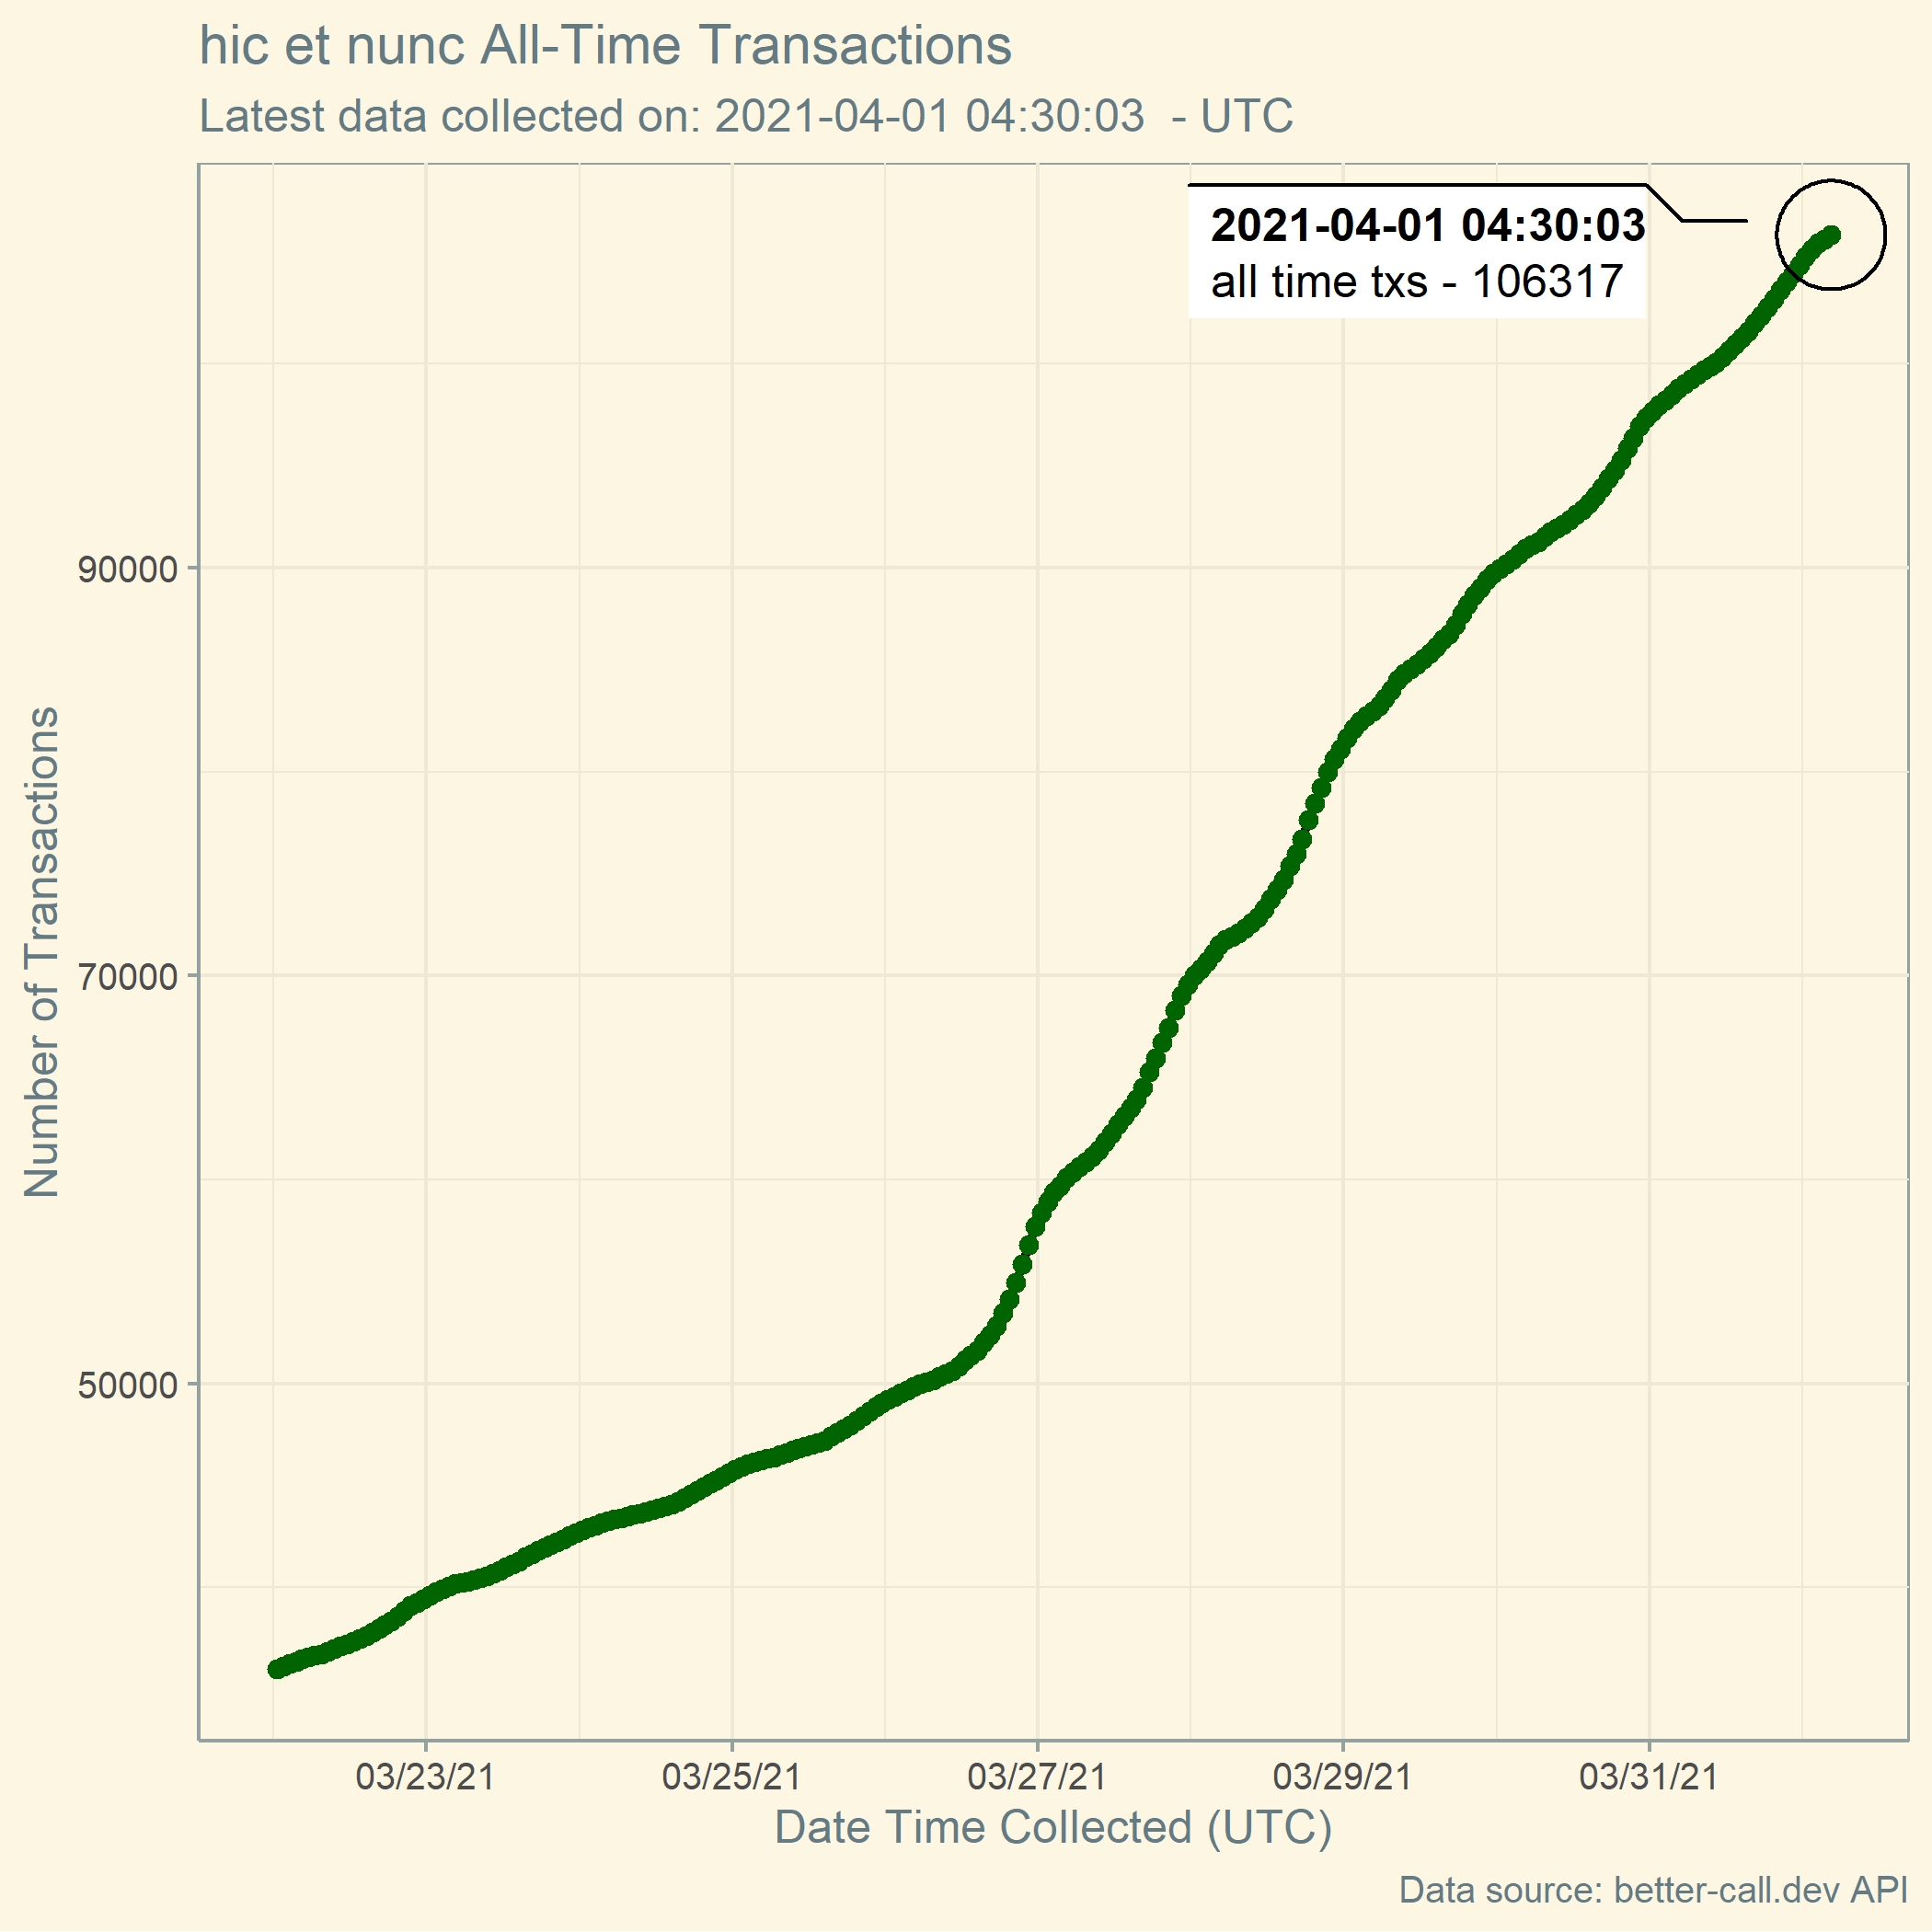 hic et nunc All-Time Transactions
Latest data collected on: 2021-04-01 04:30:03  - UTC
2021-04-01 04:30:03
all time txs - 106317
Number of Transactions
90000
70000
50000
03/23/21
03/25/21
03/27/21
03/29/21
03/31/21
Date Time Collected (UTC)
Data source: better-call.dev API